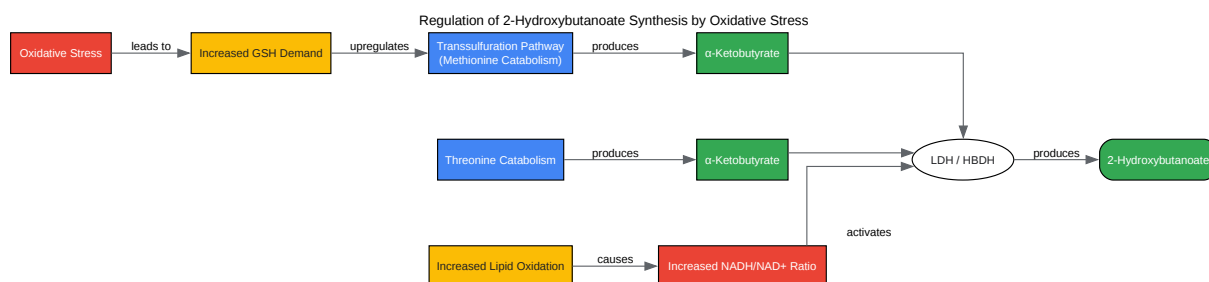 Regulation of 2-Hydroxybutanoate Synthesis by Oxidative Stress
Oxidative Stress
leads to
Increased GSH Demand
upregulates
Transsulfuration Pathway
(Methionine Catabolism)
produces
α-Ketobutyrate
Threonine Catabolism
produces
α-Ketobutyrate
LDH / HBDH
produces
2-Hydroxybutanoate
activates
Increased Lipid Oxidation
causes
Increased NADH/NAD+ Ratio